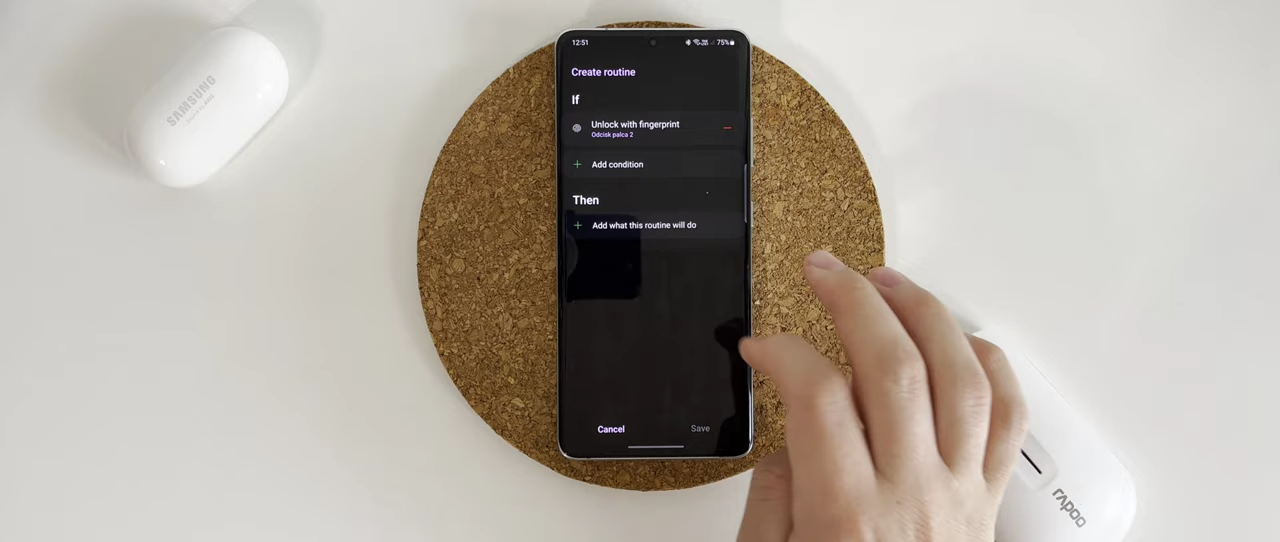 SAMSUNG
12:51
75%
Create routine
If
Unlock with fingerprint
Odcisk palca 2
Add condition
Then
Add what this routine will do
Cancel
Save
rapoo